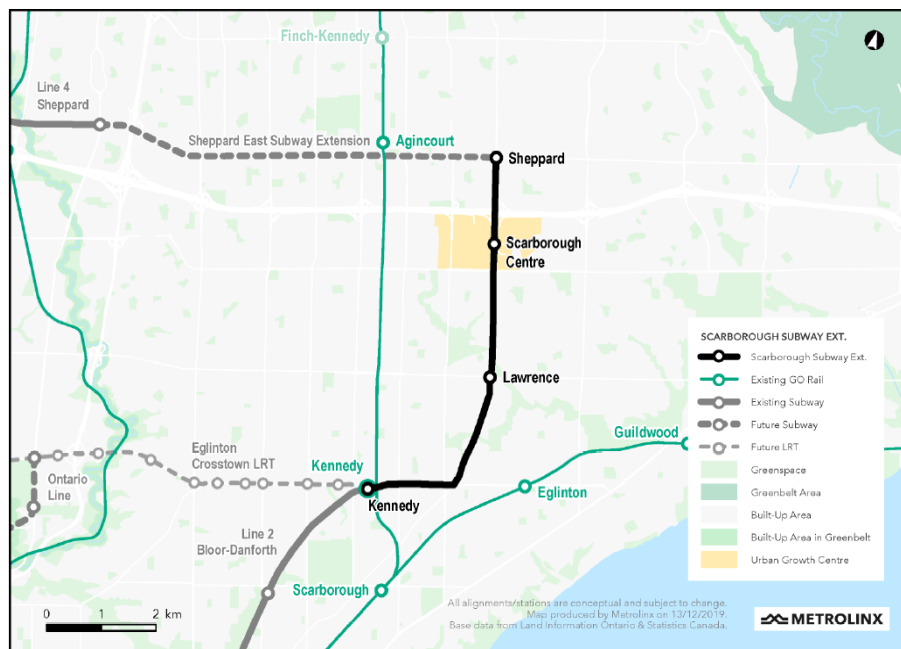 Finch-Kennedy
Line 4
Sheppard
Sheppard East Subway Extension
Agincourt
Sheppard
Scarborough
Centre
Lawrence
Guildwood
Eglinton
Crosstown LRT
Kennedy
Ontario
Line
Kennedy
Eglinton
Line 2
Bloor-Danforth
Scarborough
SCARBOROUGH SUBWAY EXT.
Scarborough Subway Ext.
Existing GO Rail
Existing Subway
Future Subway
Future LRT
Greenspace
Greenbelt Area
Built-Up Area
Built-Up Area in Greenbelt
Urban Growth Centre
0 1 2 km
All alignments/stations are conceptual and subject to change.
Map produced by Metrolinx on 13/12/2019.
Base data from Land Information Ontario & Statistics Canada.
METROLINX